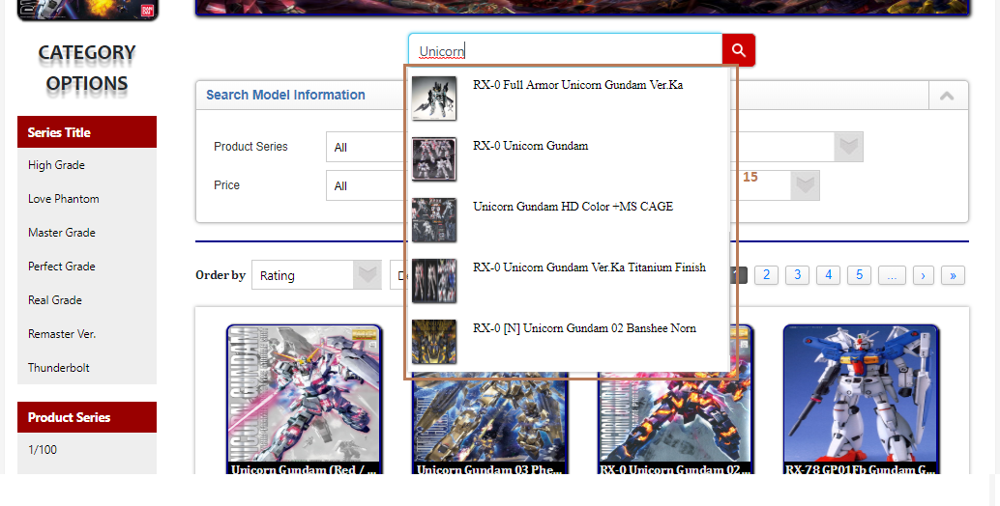 BAN
DAI
Unicorn
CATEGORY
OPTIONS
RX-0 Full Armor Unicorn Gundam Ver.Ka
Search Model Information
Series Title
Product Series
All
RX-0 Unicorn Gundam
High Grade
Price
All
15
Love Phantom
Unicorn Gundam HD Color +MS CAGE
Master Grade
Perfect Grade
RX-0 Unicorn Gundam Ver.Ka Titanium Finish
Order by
Rating
De
1
2
3
4
5
...
›
»
Real Grade
Remaster Ver.
RX-0 [N] Unicorn Gundam 02 Banshee Norn
Thunderbolt
Product Series
1/100
Unicorn Gundam (Red / ...
Unicorn Gundam 03 Phe...
RX-0 Unicorn Gundam 02...
RX-78 GP01Fb Gundam G...